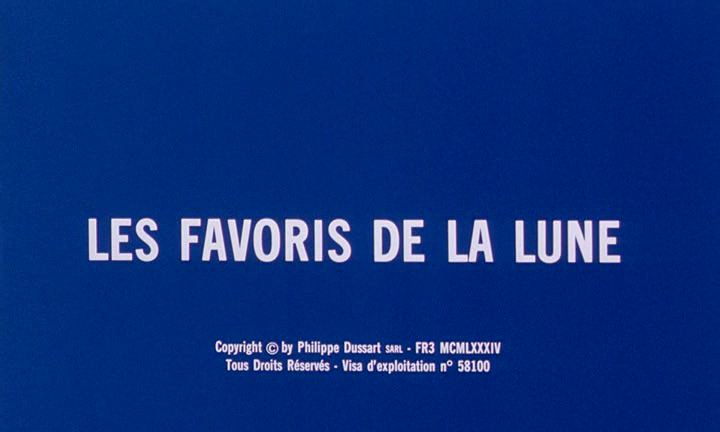 LES FAVORIS DE LA LUNE
Copyright © by Philippe Dussart SARL - FR3 MCMLXXXIV
Tous Droits Réservés - Visa d'exploitation n° 58100